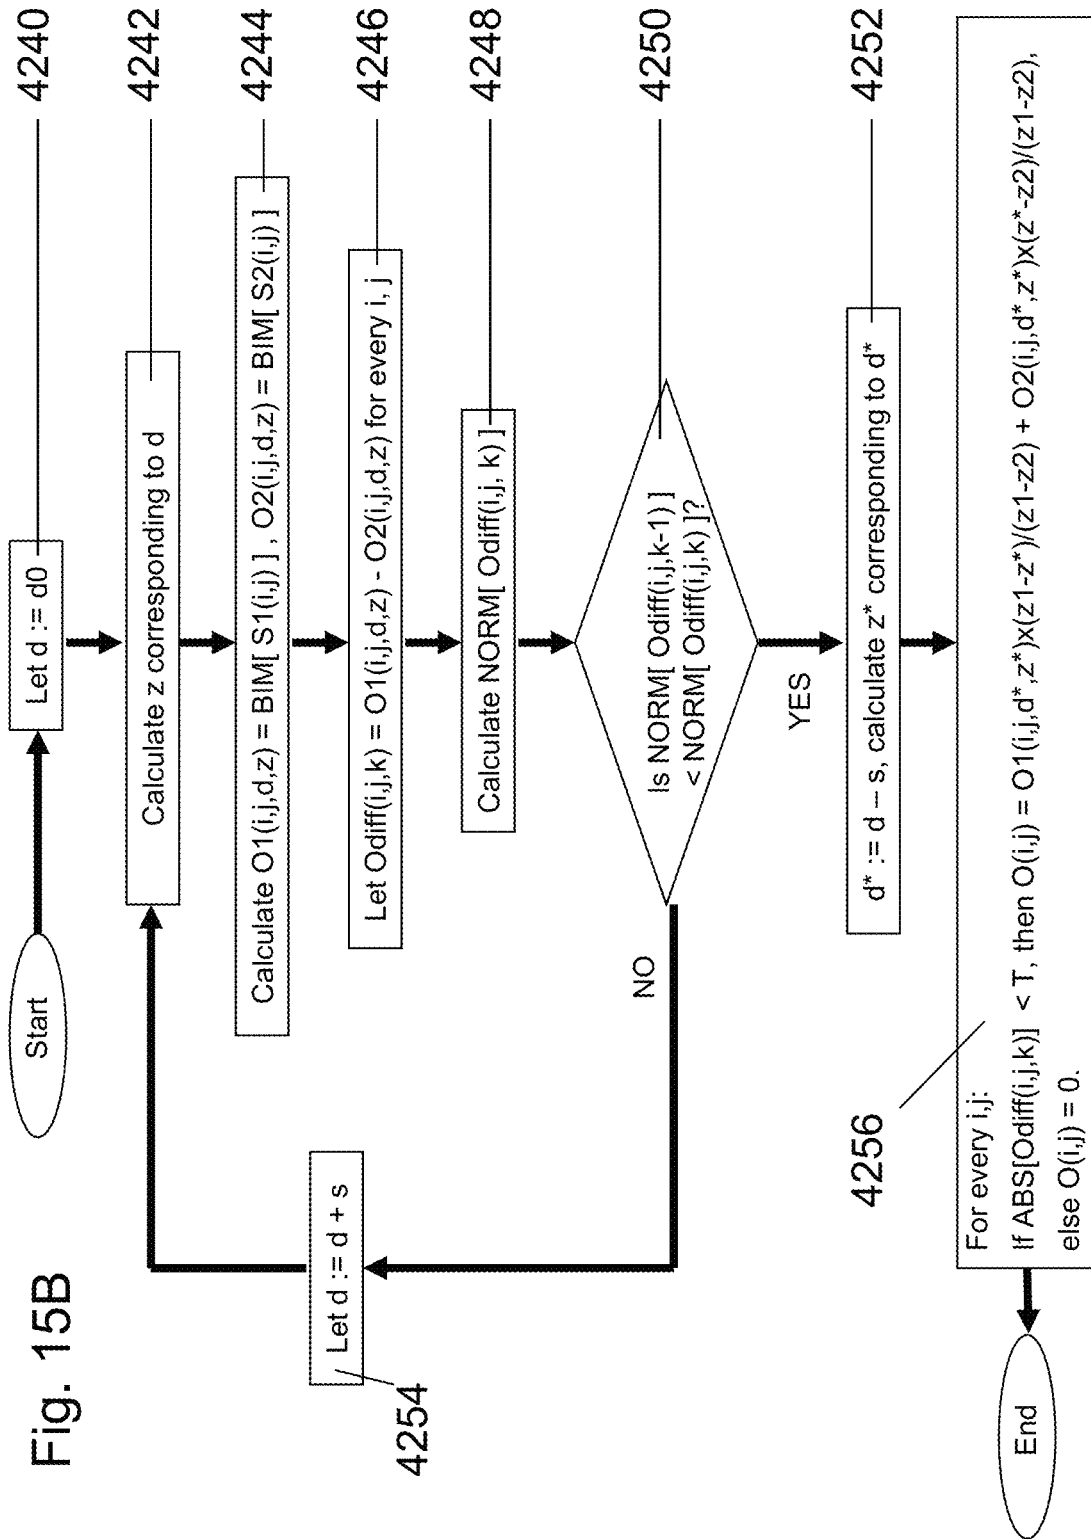 Fig. 15B
Start
Let d := d0
4240
Calculate z corresponding to d
4242
Calculate O1(i,j,d,z) = BIM[ S1(i,j) ] , O2(i,j,d,z) = BIM[ S2(i,j) ]
4244
Let Odiff(i,j,k) = O1(i,j,d,z) - O2(i,j,d,z) for every i, j
4246
Calculate NORM[ Odiff(i,j, k) ]
4248
Is NORM[ Odiff(i,j,k-1) ]
< NORM[ Odiff(i,j,k) ]?
4250
NO
YES
Let d := d + s
4254
d* := d – s, calculate z* corresponding to d*
4252
4256
For every i,j:
If ABS[Odiff(i,j,k)] < T, then O(i,j) = O1(i,j,d*,z*)x(z1-z*)/(z1-z2) + O2(i,j,d*,z*)x(z*-z2)/(z1-z2),
else O(i,j) = 0.
End